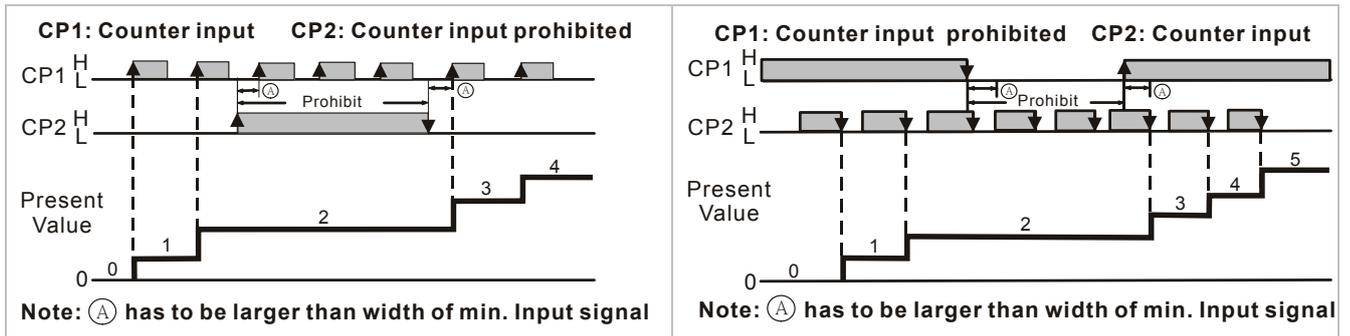 CP1: Counter input CP2: Counter input prohibited
CP1 H
L
A A
Prohibit
CP2 H
L
Present
Value
0
0
1
2
3
4
Note: A has to be larger than width of min. Input signal
CP1: Counter input prohibited CP2: Counter input
CP1 H
L
A A
Prohibit
CP2 H
L
Present
Value
0
0
1
2
3
4
5
Note: A has to be larger than width of min. Input signal